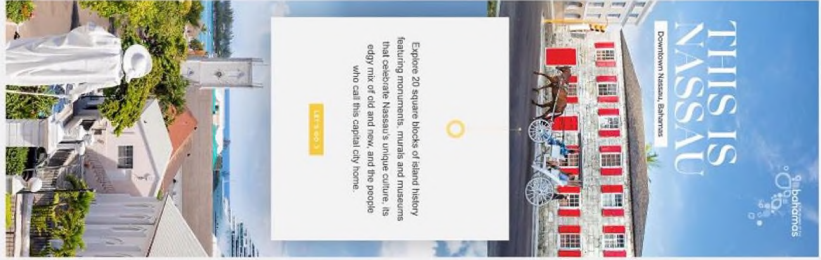 bahamas
THIS IS
NASSAU
Downtown Nassau, Bahamas
Explore 20 square blocks of island history
featuring monuments, murals and museums
that celebrate Nassau's unique culture, its
edgy mix of old and new, and the people
who call this capital city home.
LET'S GO >